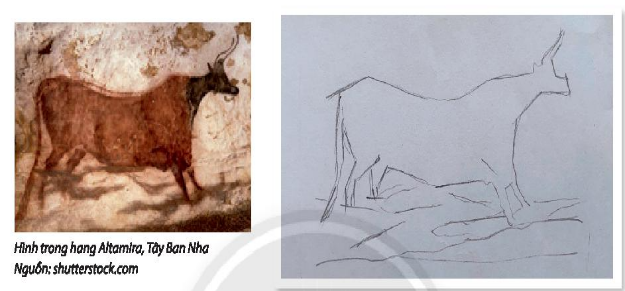 Hình trong hang Altamira, Tây Ban Nha
Nguồn: shutterstock.com